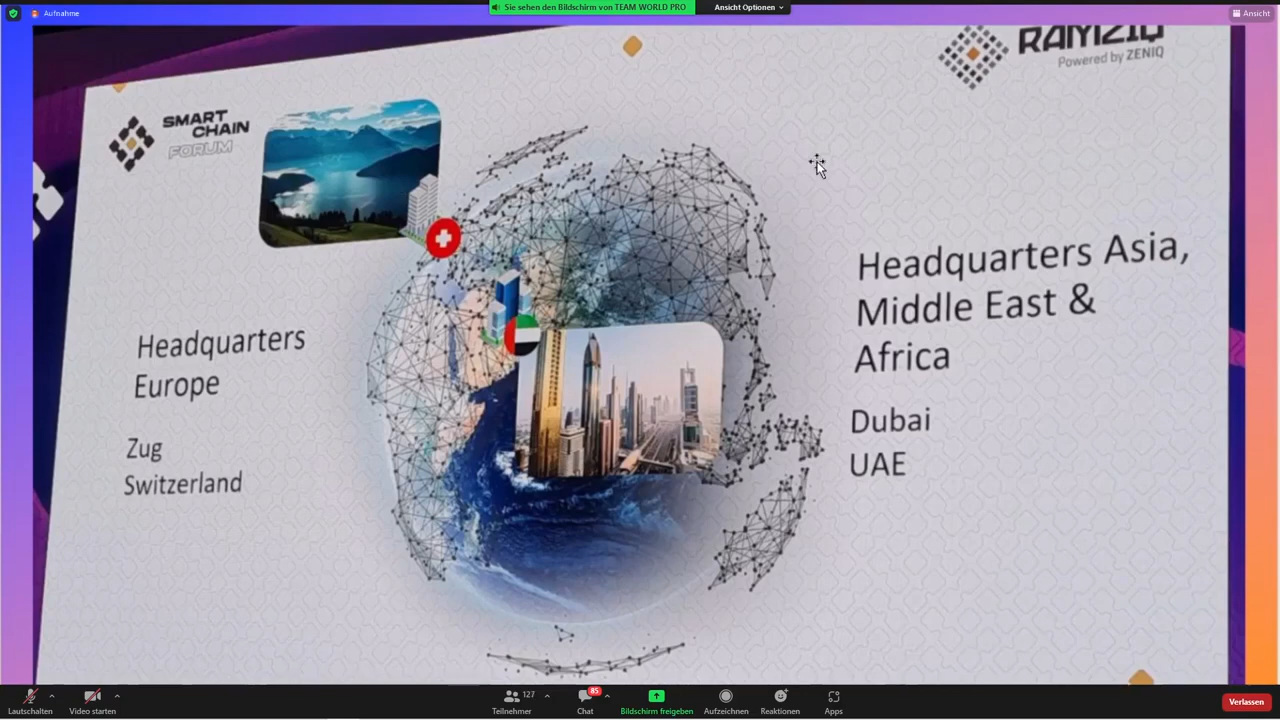 Aufnahme
Sie sehen den Bildschirm von TEAM WORLD PRO
Ansicht Optionen
Ansicht
RAMZIQ
Powered by ZENIQ
SMART
CHAIN
FORUM
Headquarters
Europe
Zug
Switzerland
Headquarters Asia,
Middle East &
Africa
Dubai
UAE
Lautschalten
Video starten
127
Teilnehmer
85
Chat
Bildschirm freigeben
Aufzeichnen
Reaktionen
Apps
Verlassen